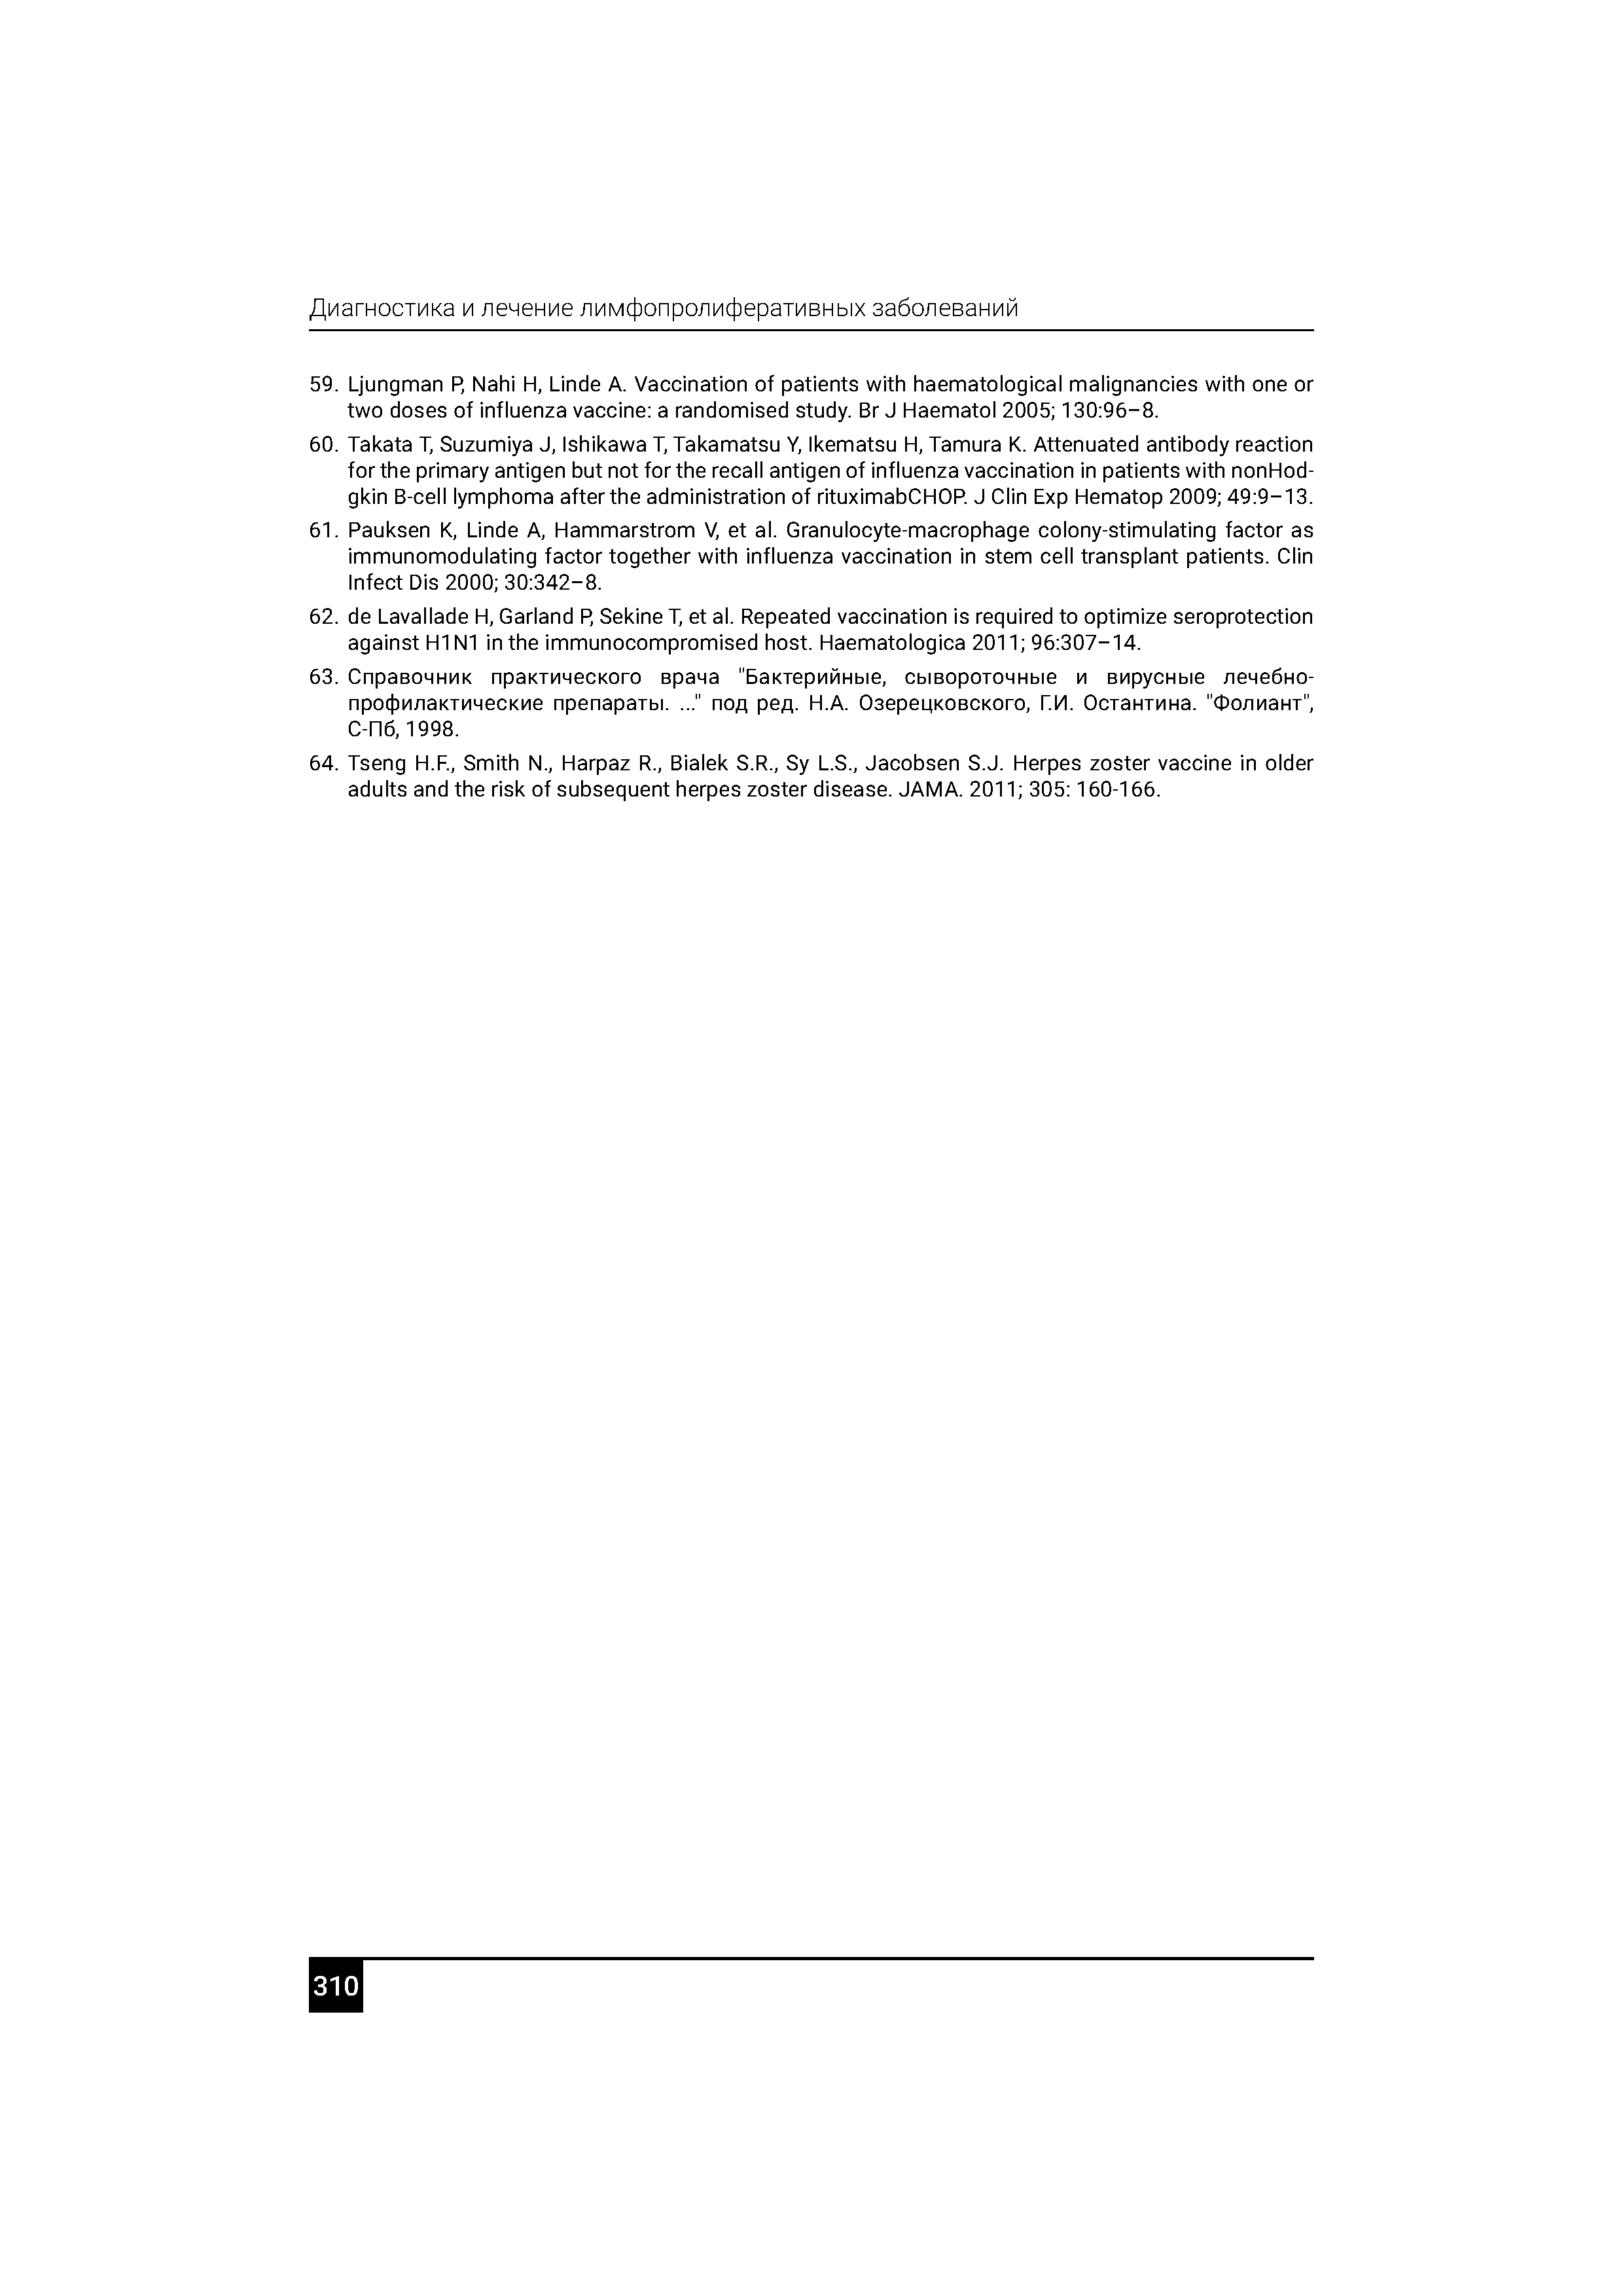 Диагностика и лечение лимфопролиферативных заболеваний
59. Ljungman P, Nahi H, Linde A. Vaccination of patients with haematological malignancies with one or
two doses of influenza vaccine: a randomised study. Br J Haematol 2005; 130:96–8.
60. Takata T, Suzumiya J, Ishikawa T, Takamatsu Y, Ikematsu H, Tamura K. Attenuated antibody reaction
for the primary antigen but not for the recall antigen of influenza vaccination in patients with nonHod-
gkin B-cell lymphoma after the administration of rituximabCHOP. J Clin Exp Hematop 2009; 49:9–13.
61. Pauksen K, Linde A, Hammarstrom V, et al. Granulocyte-macrophage colony-stimulating factor as
immunomodulating factor together with influenza vaccination in stem cell transplant patients. Clin
Infect Dis 2000; 30:342–8.
62. de Lavallade H, Garland P, Sekine T, et al. Repeated vaccination is required to optimize seroprotection
against H1N1 in the immunocompromised host. Haematologica 2011; 96:307–14.
63. Справочник практического врача "Бактерийные, сывороточные и вирусные лечебно-
профилактические препараты. ..." под ред. Н.А. Озерецковского, Г.И. Остантина. "Фолиант",
С-Пб, 1998.
64. Tseng H.F., Smith N., Harpaz R., Bialek S.R., Sy L.S., Jacobsen S.J. Herpes zoster vaccine in older
adults and the risk of subsequent herpes zoster disease. JAMA. 2011; 305: 160-166.
310